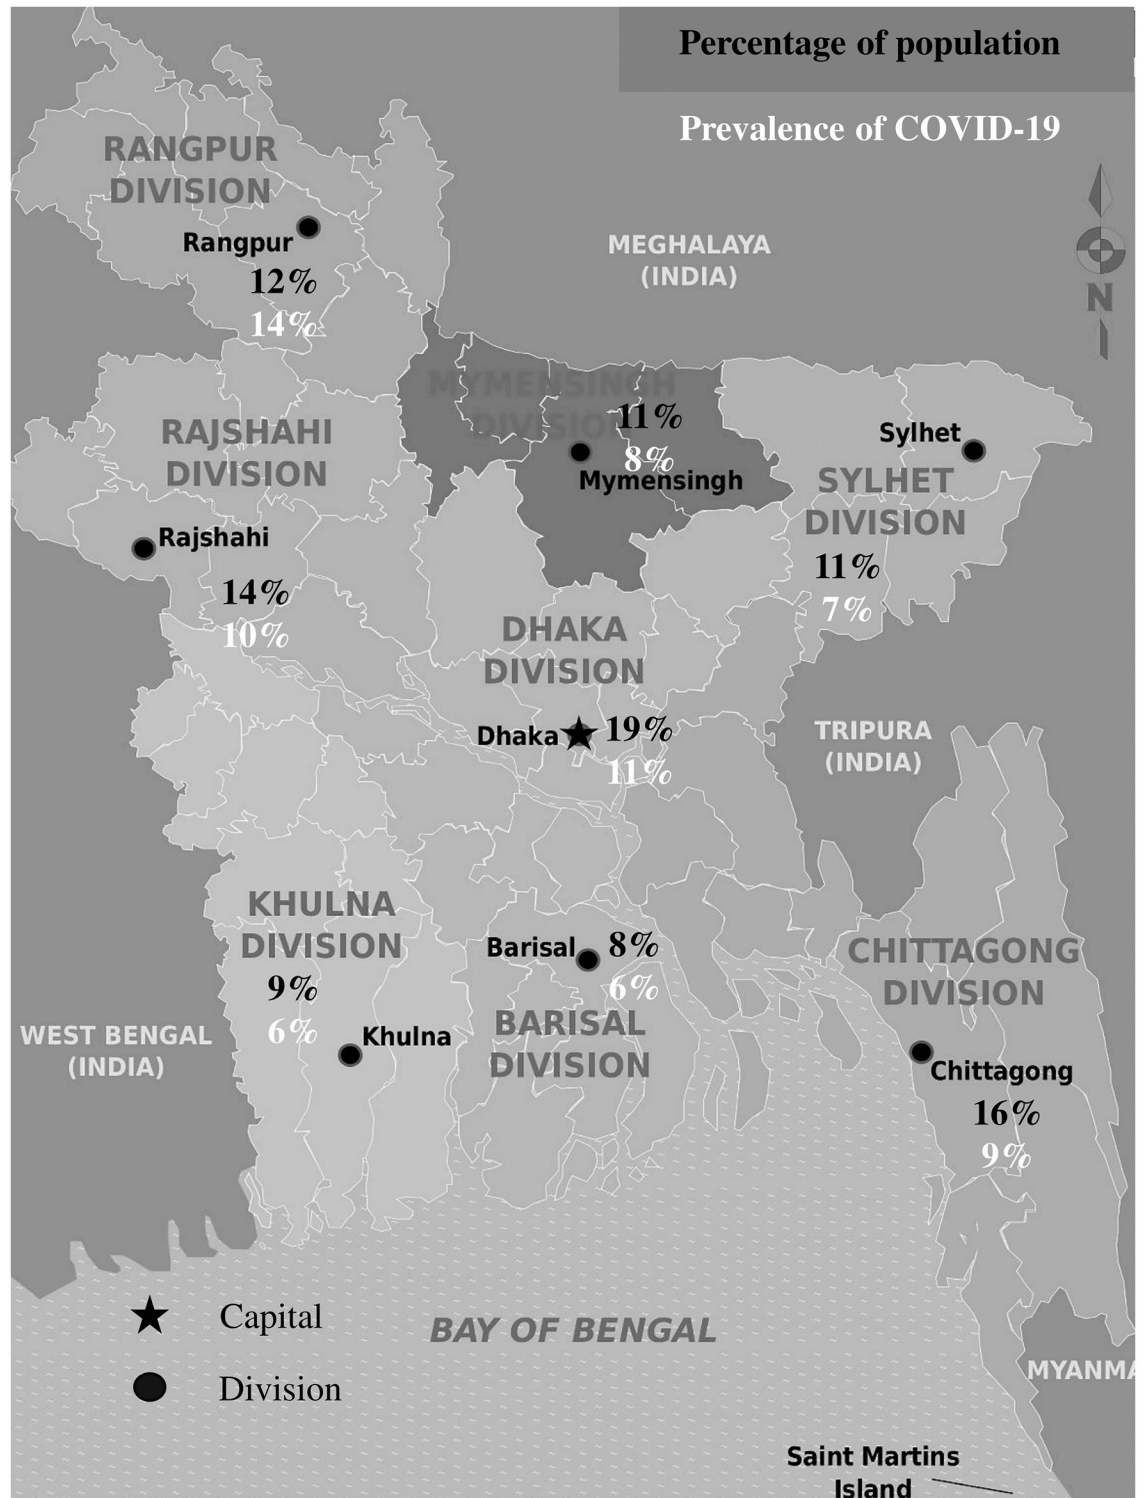 Percentage of population
Prevalence of COVID-19
RANGPUR
DIVISION
Rangpur
12%
14%
MEGHALAYA
(INDIA)
N
MYMENSINGH
DIVISION
11%
8%
Mymensingh
RAJSHAHI
DIVISION
Rajshahi
14%
10%
Sylhet
SYLHET
DIVISION
11%
7%
DHAKA
DIVISION
Dhaka
19%
11%
TRIPURA
(INDIA)
KHULNA
DIVISION
9%
6%
Khulna
Barisal
8%
6%
BARISAL
DIVISION
CHITTAGONG
DIVISION
Chittagong
16%
9%
WEST BENGAL
(INDIA)
Capital
Division
BAY OF BENGAL
MYANMA
Saint Martins
Island